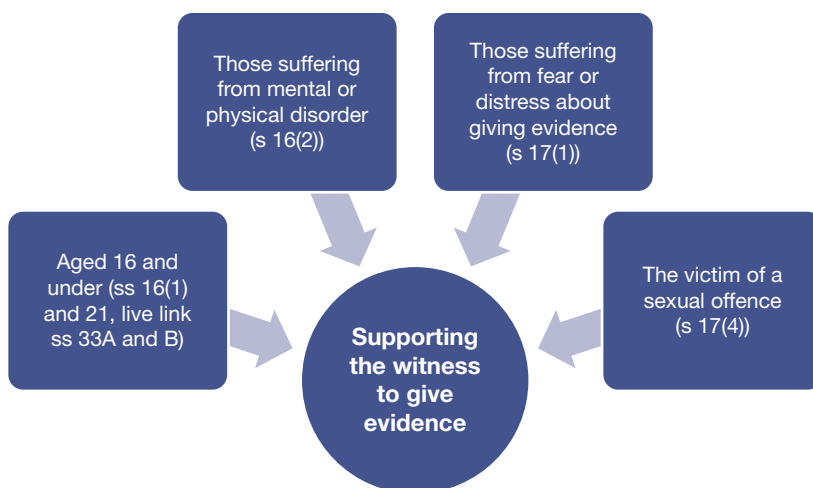 Those suffering
from mental or
physical disorder
(s 16(2))
Those suffering
from fear or
distress about
giving evidence
(s 17(1))
Aged 16 and
under (ss 16(1)
and 21, live link
ss 33A and B)
The victim of a
sexual offence
(s 17(4))
Supporting
the witness
to give
evidence